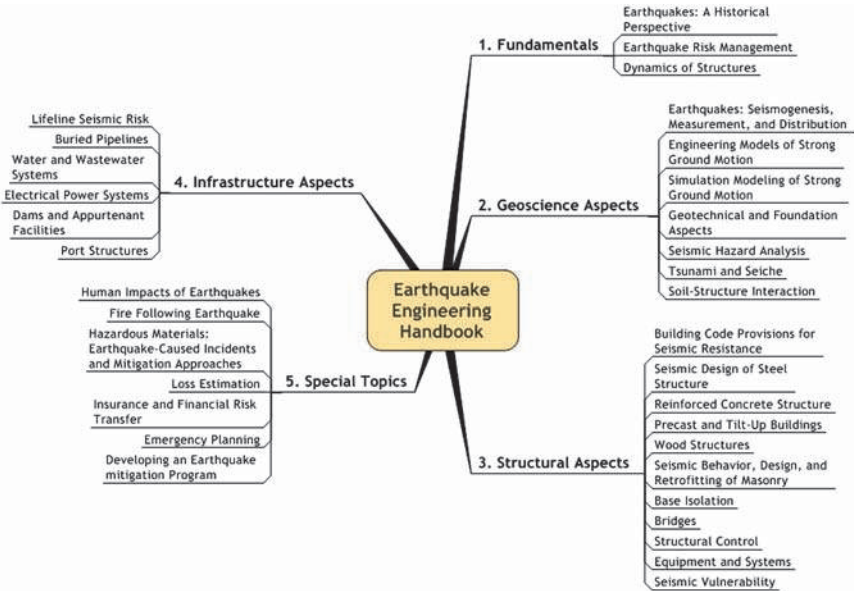 Earthquake
Engineering
Handbook
1. Fundamentals
Earthquakes: A Historical
Perspective
Earthquake Risk Management
Dynamics of Structures
2. Geoscience Aspects
Earthquakes: Seismogenesis,
Measurement, and Distribution
Engineering Models of Strong
Ground Motion
Simulation Modeling of Strong
Ground Motion
Geotechnical and Foundation
Aspects
Seismic Hazard Analysis
Tsunami and Seiche
Soil-Structure Interaction
3. Structural Aspects
Building Code Provisions for
Seismic Resistance
Seismic Design of Steel
Structure
Reinforced Concrete Structure
Precast and Tilt-Up Buildings
Wood Structures
Seismic Behavior, Design, and
Retrofitting of Masonry
Base Isolation
Bridges
Structural Control
Equipment and Systems
Seismic Vulnerability
4. Infrastructure Aspects
Lifeline Seismic Risk
Buried Pipelines
Water and Wastewater
Systems
Electrical Power Systems
Dams and Appurtenant
Facilities
Port Structures
5. Special Topics
Human Impacts of Earthquakes
Fire Following Earthquake
Hazardous Materials:
Earthquake-Caused Incidents
and Mitigation Approaches
Loss Estimation
Insurance and Financial Risk
Transfer
Emergency Planning
Developing an Earthquake
mitigation Program